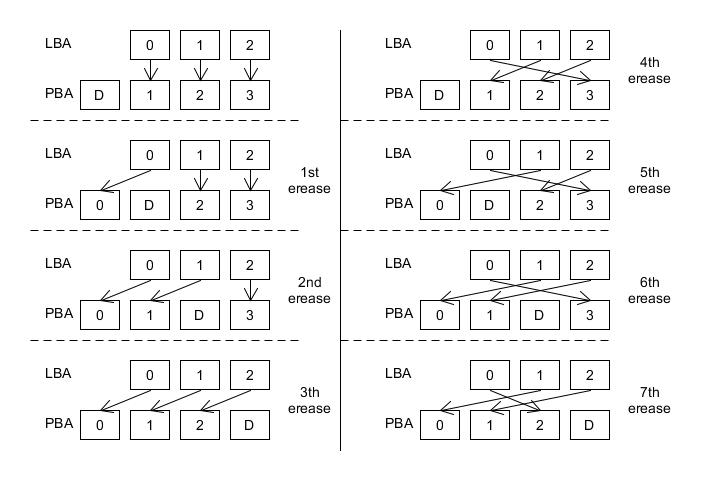 LBA 0 1 2
PBA D 1 2 3
LBA 0 1 2
1st
erease
PBA 0 D 2 3
LBA 0 1 2
2nd
erease
PBA 0 1 D 3
LBA 0 1 2
3th
erease
PBA 0 1 2 D
LBA 0 1 2
4th
erease
PBA D 1 2 3
LBA 0 1 2
5th
erease
PBA 0 D 2 3
LBA 0 1 2
6th
erease
PBA 0 1 D 3
LBA 0 1 2
7th
erease
PBA 0 1 2 D